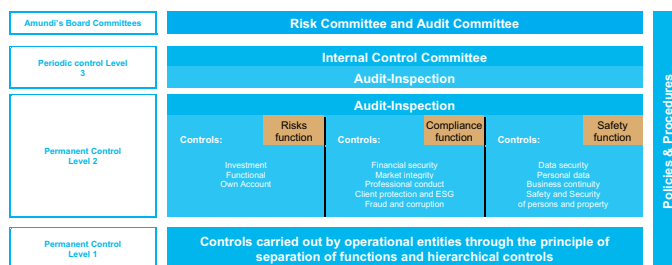 Amundi's Board Committees
Risk Committee and Audit Committee
Periodic control Level
3
Internal Control Committee
Audit-Inspection
Permanent Control
Level 2
Audit-Inspection
Controls:
Risks
function
Investment
Functional
Own Account
Controls:
Compliance
function
Financial security
Market integrity
Professional conduct
Client protection and ESG
Fraud and corruption
Controls:
Safety
function
Data security
Personal data
Business continuity
Safety and Security
of persons and property
Permanent Control
Level 1
Controls carried out by operational entities through the principle of
separation of functions and hierarchical controls
Policies & Procedures